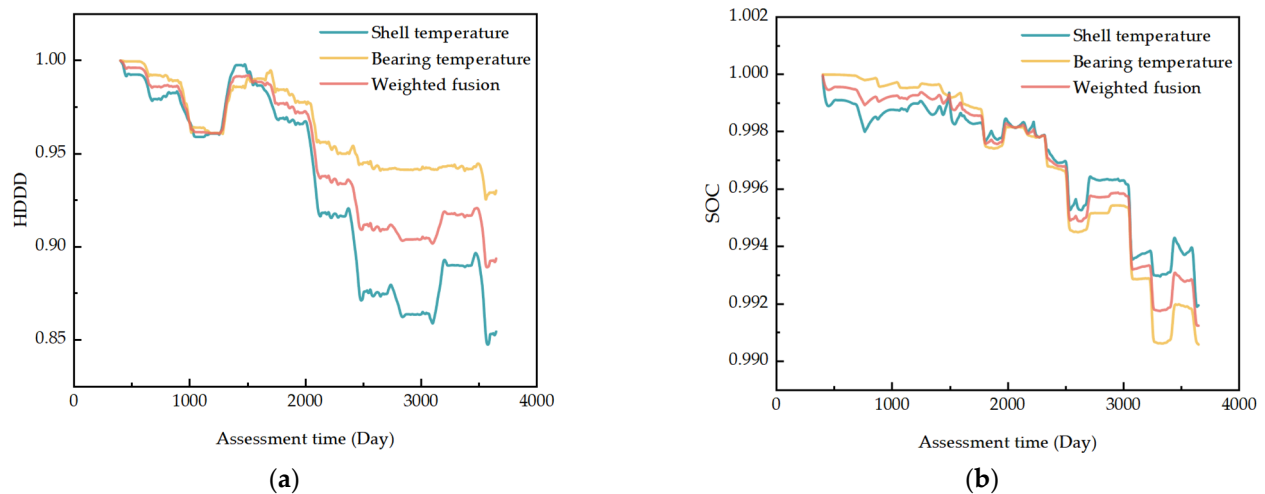 Shell temperature
Bearing temperature
Weighted fusion
1.00
0.95
0.90
0.85
HDDD
0 1000 2000 3000 4000
Assessment time (Day)
(a)
1.002
Shell temperature
Bearing temperature
Weighted fusion
1.000
0.998
0.996
0.994
0.992
0.990
SOC
0 1000 2000 3000 4000
Assessment time (Day)
(b)